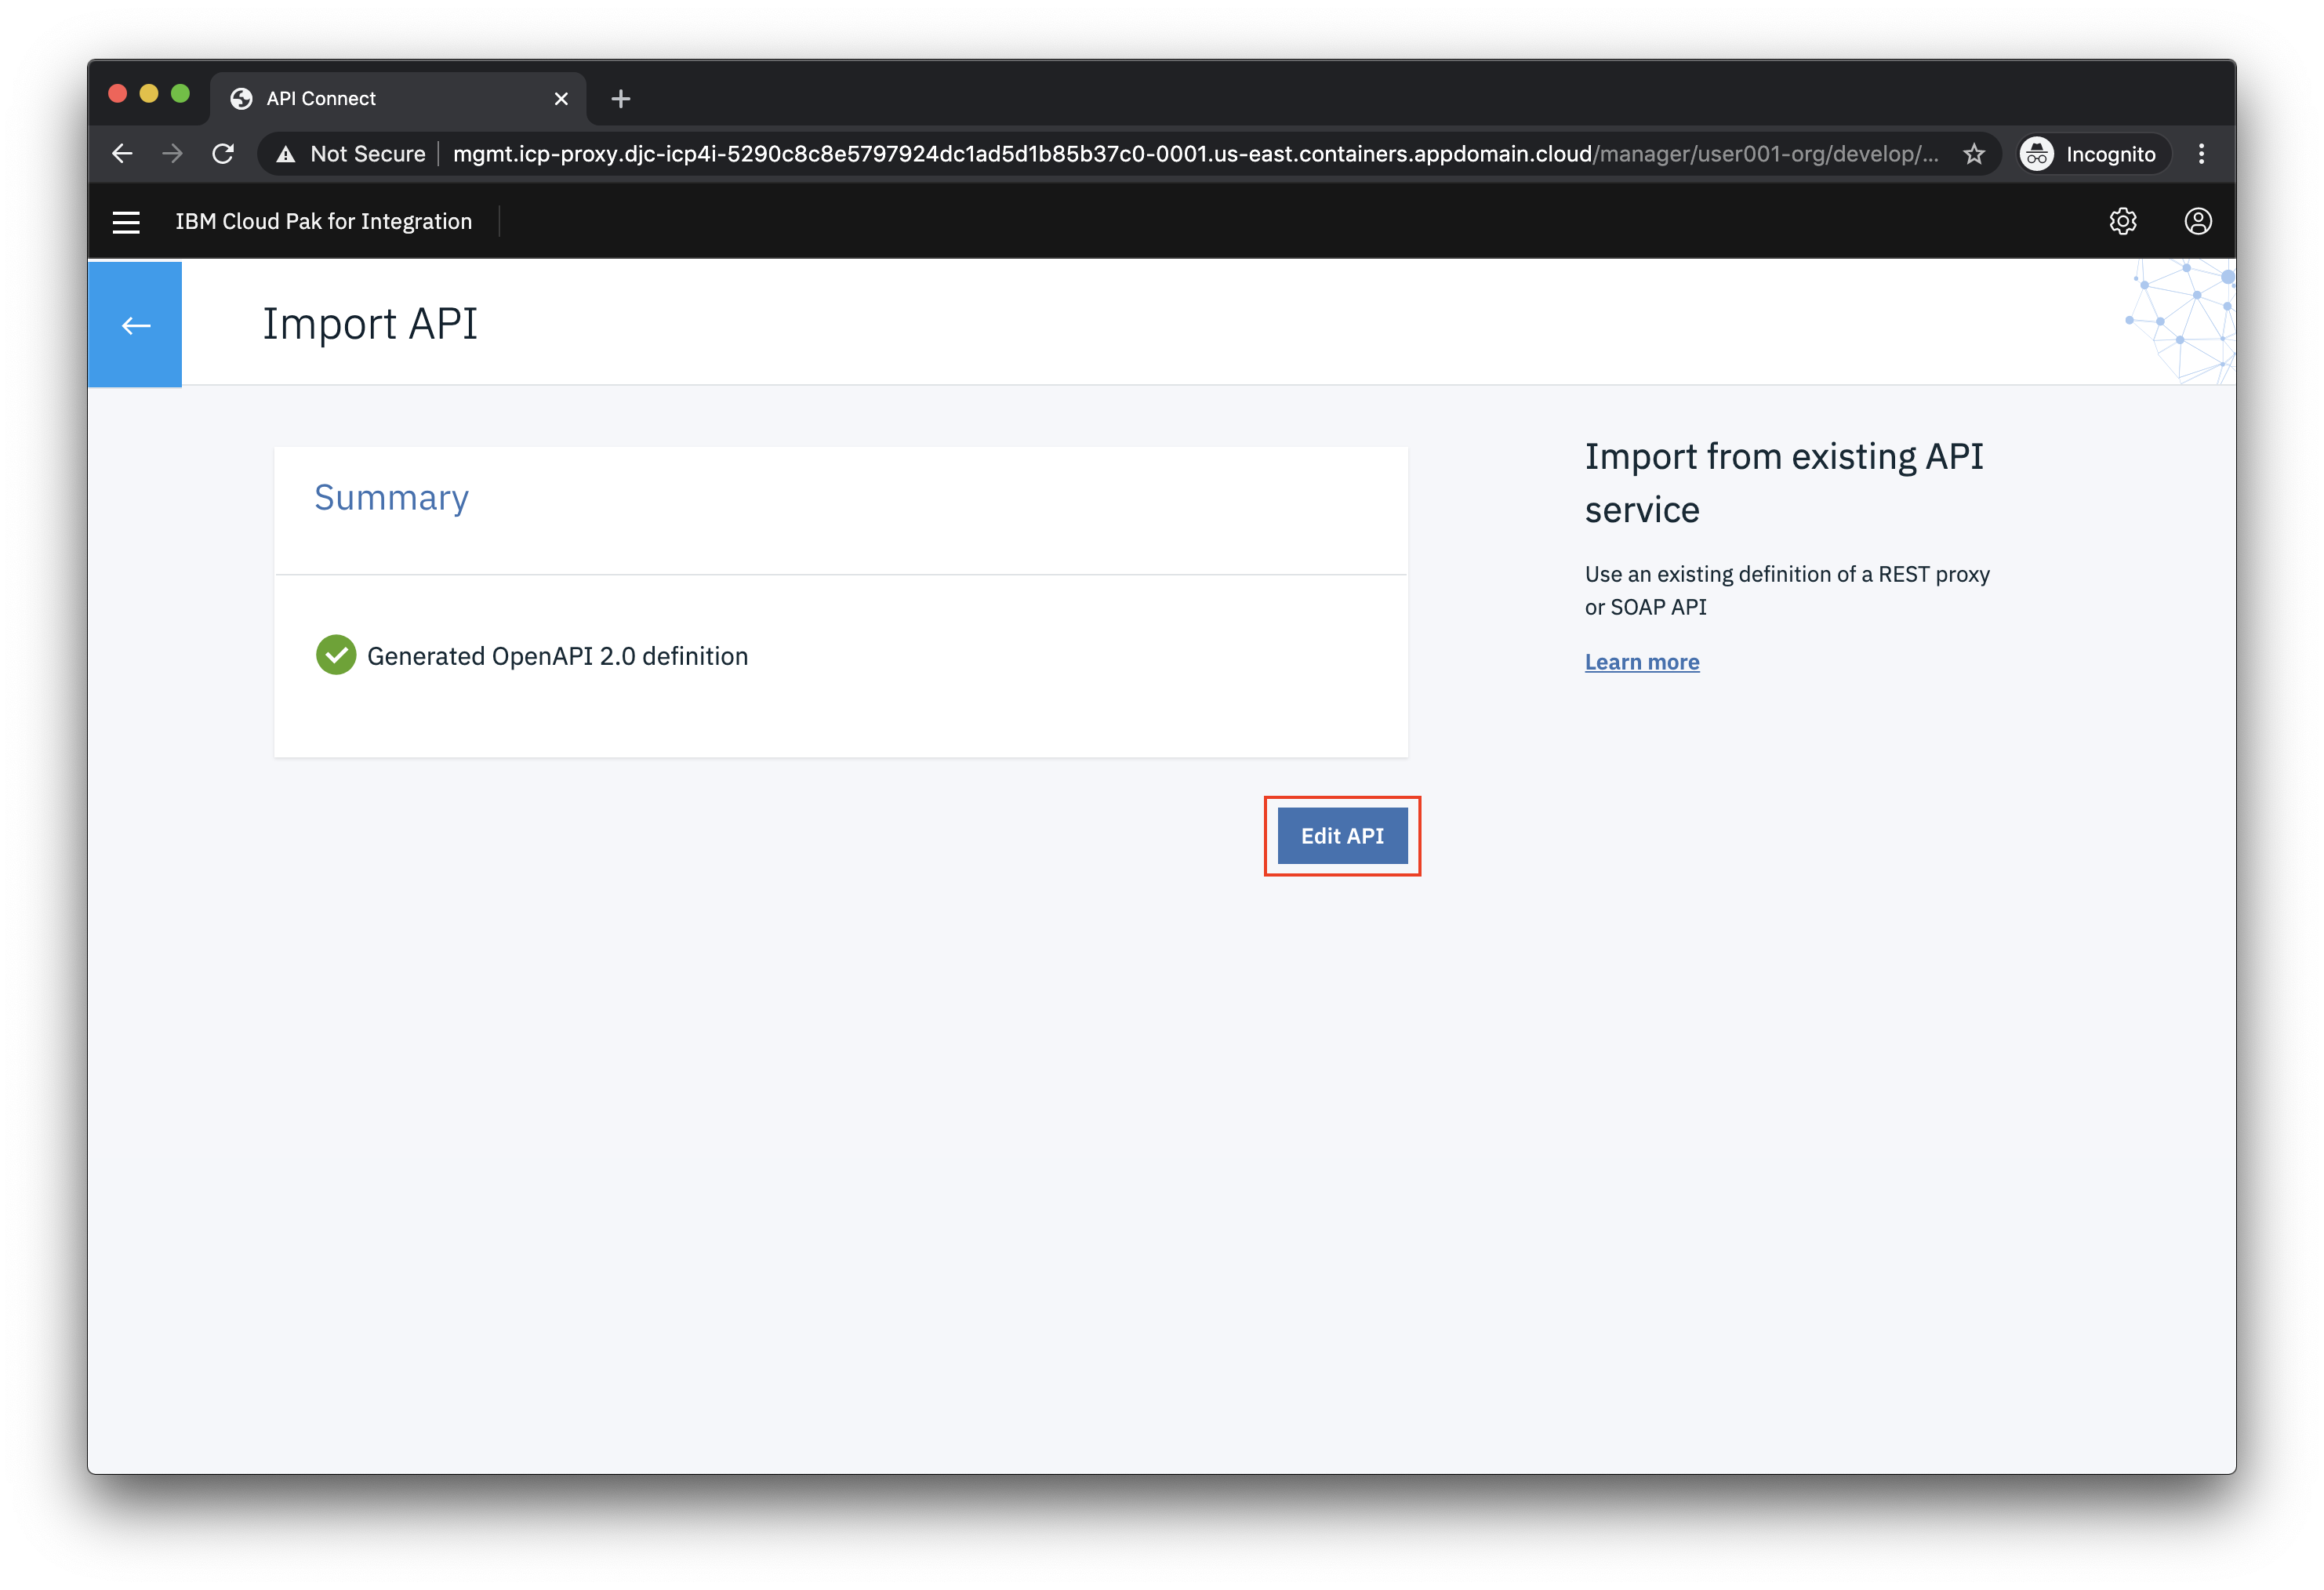 API Connect
Not Secure mgmt.icp-proxy.djc-icp4i-5290c8c8e5797924dc1ad5d1b85b37c0-0001.us-east.containers.appdomain.cloud/manager/user001-org/develop/... Incognito
IBM Cloud Pak for Integration
Import API
Summary
Generated OpenAPI 2.0 definition
Edit API
Import from existing API
service
Use an existing definition of a REST proxy
or SOAP API
Learn more